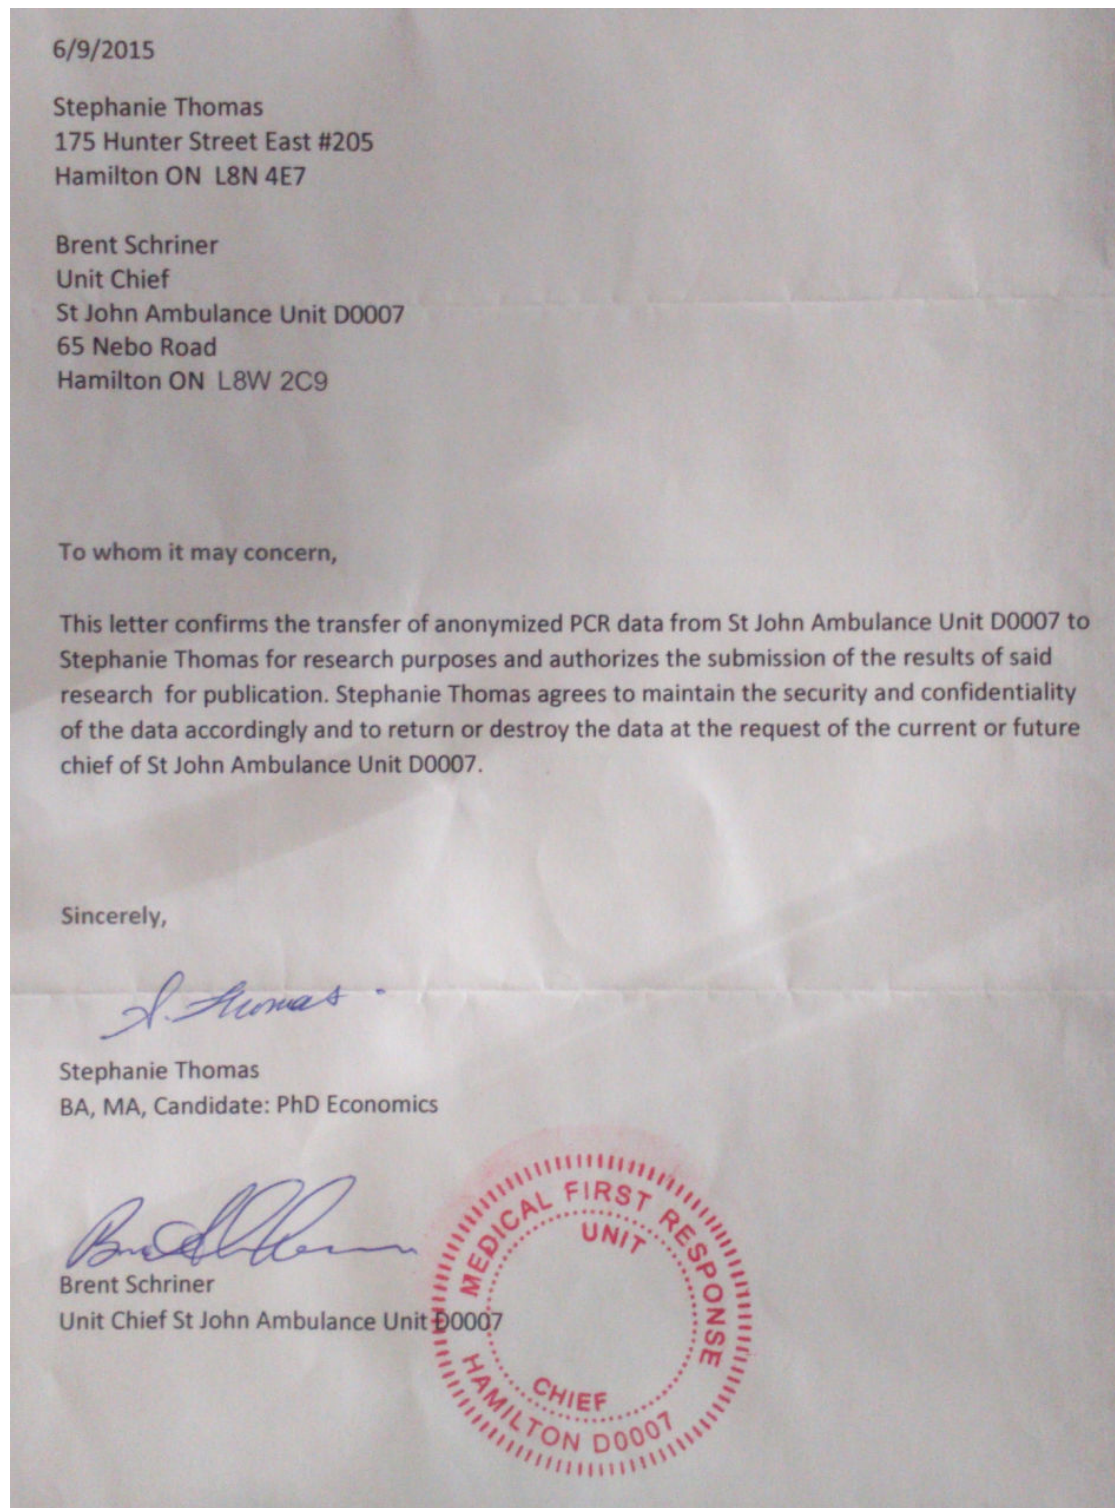 6/9/2015
Stephanie Thomas
175 Hunter Street East #205
Hamilton ON L8N 4E7
Brent Schriner
Unit Chief
St John Ambulance Unit D0007
65 Nebo Road
Hamilton ON L8W 2C9
To whom it may concern,
This letter confirms the transfer of anonymized PCR data from St John Ambulance Unit D0007 to
Stephanie Thomas for research purposes and authorizes the submission of the results of said
research for publication. Stephanie Thomas agrees to maintain the security and confidentiality
of the data accordingly and to return or destroy the data at the request of the current or future
chief of St John Ambulance Unit D0007.
Sincerely,
S. Thomas
Stephanie Thomas
BA, MA, Candidate: PhD Economics
Brent Schriner
Unit Chief St John Ambulance Unit D0007
MEDICAL FIRST RESPONSE
UNIT
CHIEF
HAMILTON D0007